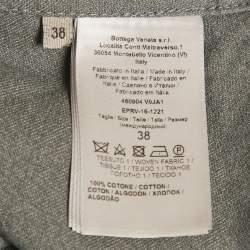 38
Bottega Veneta s.r.l.
Località Conti Maltraverso,1
36054 Montebello Vicentino (VI)
Italy
Fabbricato in Italia / Made in Italy
Fabriqué en Italie / Hecho en Italia
Fabricado em Itália
460904 V0JA1
EPRV-16-1221
Taglia / Size / Taille / Talla / Размер
(международный)
38
TESSUTO 1 / WOVEN FABRIC 1
TISSU 1 / TEJIDO 1 / ТКАНОЕ
TECIDO 1
100% COTONE / COTTON /
COTON / ALGODÓN / ХЛОПОК /
ALGODÃO